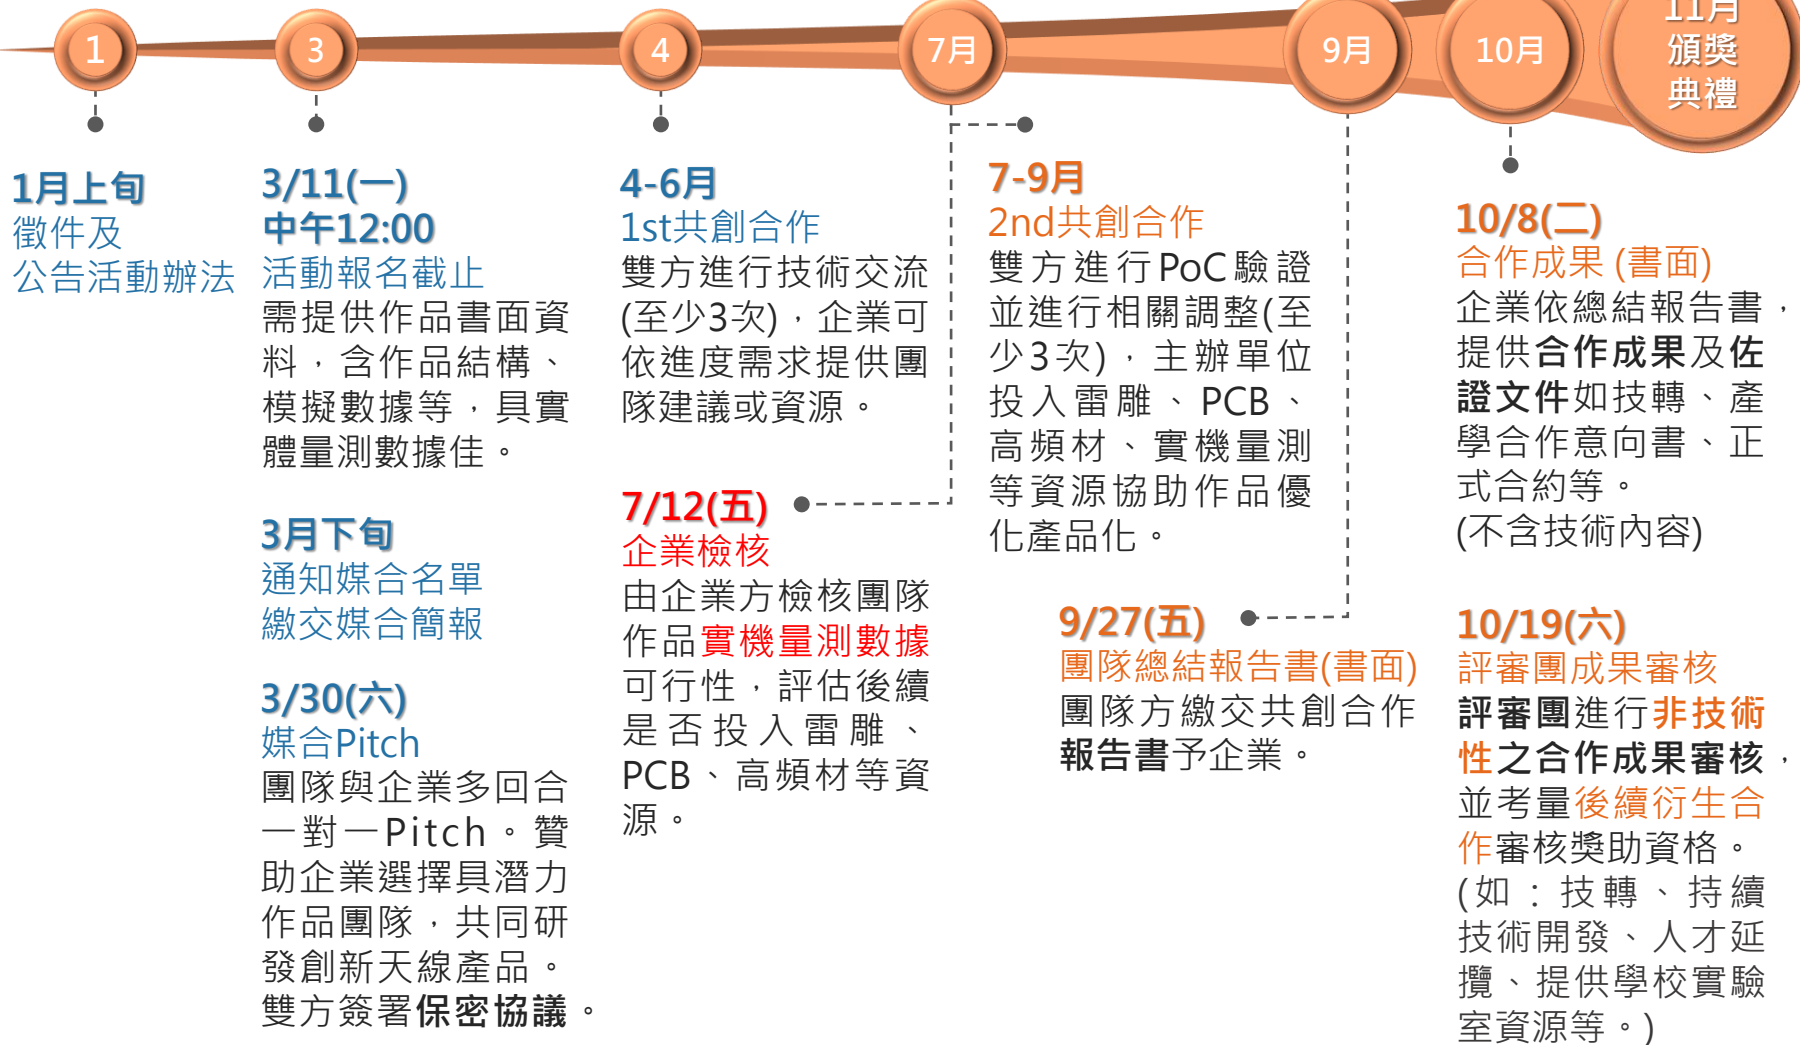 1
3
4
7月
9月
10月
11月
頒獎
典禮
1月上旬
徵件及
公告活動辦法
3/11(一)
中午12:00
活動報名截止
需提供作品書面資
料，含作品結構、
模擬數據等，具實
體量測數據佳。
3月下旬
通知媒合名單
繳交媒合簡報
3/30(六)
媒合Pitch
團隊與企業多回合
一對一Pitch。贊
助企業選擇具潛力
作品團隊，共同研
發創新天線產品。
雙方簽署保密協議。
4-6月
1st共創合作
雙方進行技術交流
(至少3次)，企業可
依進度需求提供團
隊建議或資源。
7/12(五)
企業檢核
由企業方檢核團隊
作品實機量測數據
可行性，評估後續
是否投入雷雕、
PCB、高頻材等資
源。
7-9月
2nd共創合作
雙方進行PoC驗證
並進行相關調整(至
少3次)，主辦單位
投入雷雕、PCB、
高頻材、實機量測
等資源協助作品優
化產品化。
9/27(五)
團隊總結報告書(書面)
團隊方繳交共創合作
報告書予企業。
10/8(二)
合作成果 (書面)
企業依總結報告書，
提供合作成果及佐
證文件如技轉、產
學合作意向書、正
式合約等。
(不含技術內容)
10/19(六)
評審團成果審核
評審團進行非技術
性之合作成果審核，
並考量後續衍生合
作審核獎助資格。
(如：技轉、持續
技術開發、人才延
攬、提供學校實驗
室資源等。)